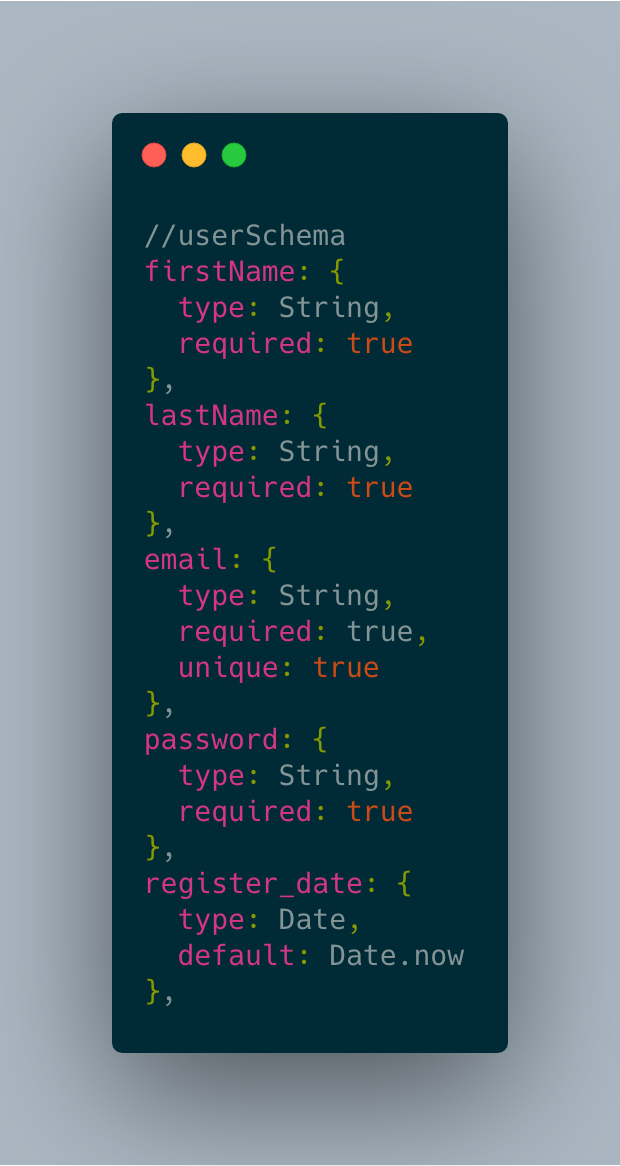 //userSchema
firstName: {
  type: String,
  required: true
},
lastName: {
  type: String,
  required: true
},
email: {
  type: String,
  required: true,
  unique: true
},
password: {
  type: String,
  required: true
},
register_date: {
  type: Date,
  default: Date.now
},